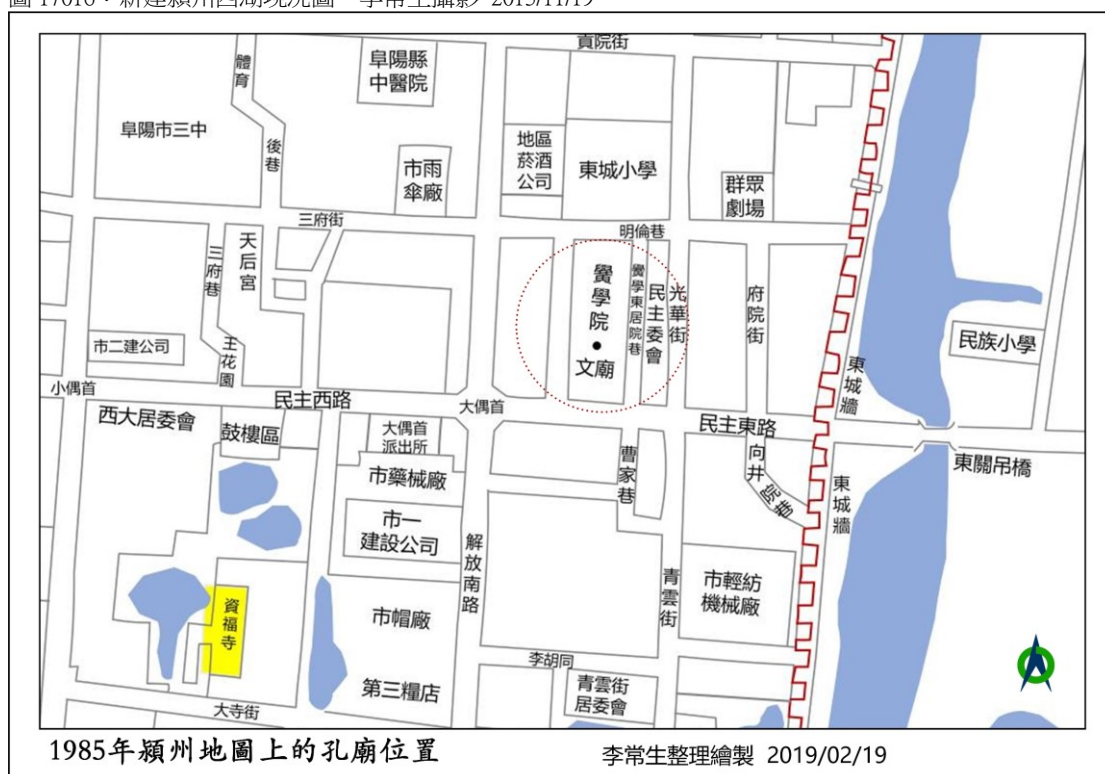 圖 17016：新建潁州西湖現況圖 李常生攝影 2015/11/19
貢院街
體育
後巷
阜陽縣
中醫院
阜陽市三中
市雨
傘廠
地區
菸酒
公司
東城小學
群眾
劇場
三府街
明倫巷
三府巷
天后宮
黌學院
文廟
黌學東居院巷
民主委會
光華街
府院街
東城牆
民族小學
市二建公司
王花園
小偶首
民主西路
大偶首
民主東路
西大居委會
鼓樓區
大偶首
派出所
市藥械廠
曹家巷
向井院巷
東關吊橋
市一
建設公司
解放南路
東城牆
資福寺
市帽廠
青雲街
市輕紡
機械廠
李胡同
第三糧店
青雲街
居委會
大寺街
1985年潁州地圖上的孔廟位置
李常生整理繪製 2019/02/19